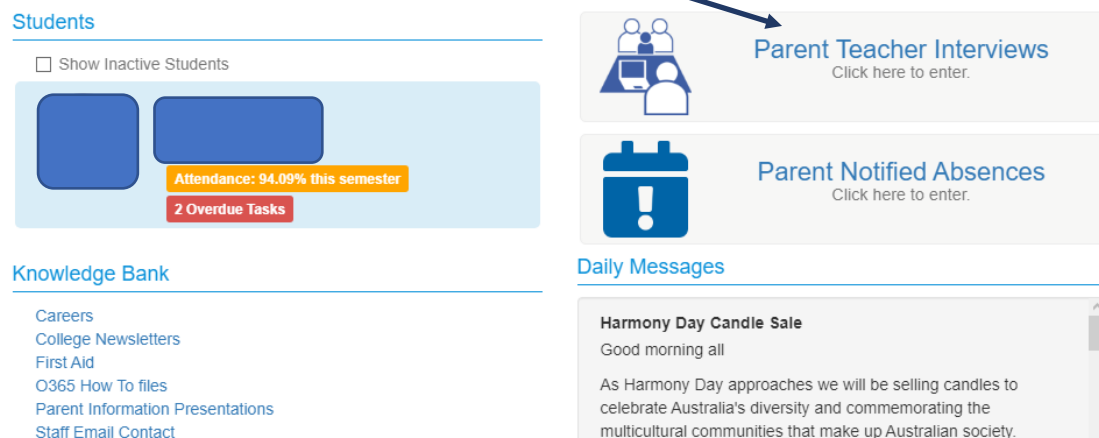 Students
Show Inactive Students
Attendance: 94.09% this semester
2 Overdue Tasks
Knowledge Bank
Careers
College Newsletters
First Aid
O365 How To files
Parent Information Presentations
Staff Email Contact
Parent Teacher Interviews
Click here to enter.
Parent Notified Absences
Click here to enter.
Daily Messages
Harmony Day Candle Sale
Good morning all
As Harmony Day approaches we will be selling candles to
celebrate Australia's diversity and commemorating the
multicultural communities that make up Australian society.